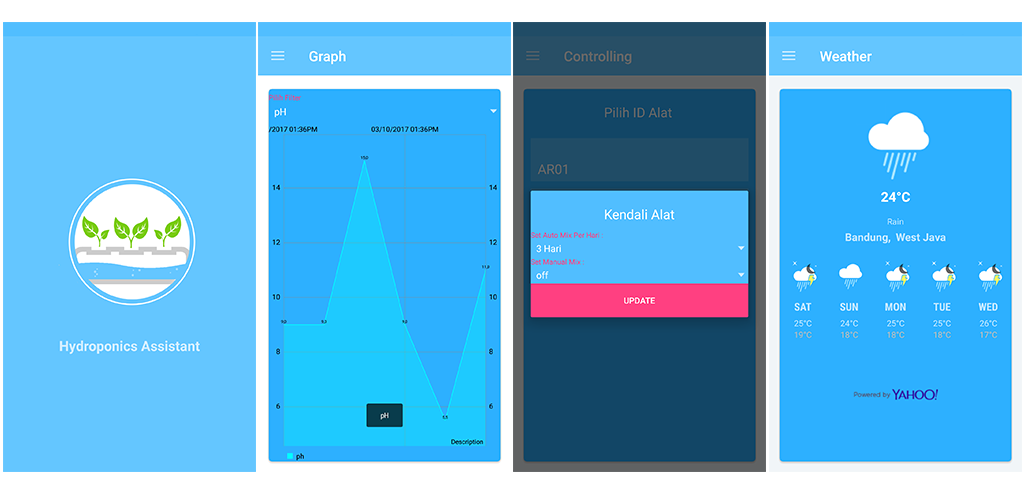 Hydroponics Assistant
Graph
pH
/2017 01:36PM 03/10/2017 01:36PM
15,0
14 14
12 12
11,0
10 10
9,0 9,0 9,0
8 8
6 6
pH
Description
ph
Controlling
Pilih ID Alat
AR01
Kendali Alat
Set Auto Mix Per Hari :
3 Hari
Set Manual Mix :
off
UPDATE
Weather
24°C
Rain
Bandung, West Java
SAT SUN MON TUE WED
25°C 24°C 25°C 25°C 26°C
19°C 18°C 18°C 18°C 17°C
Powered by YAHOO!